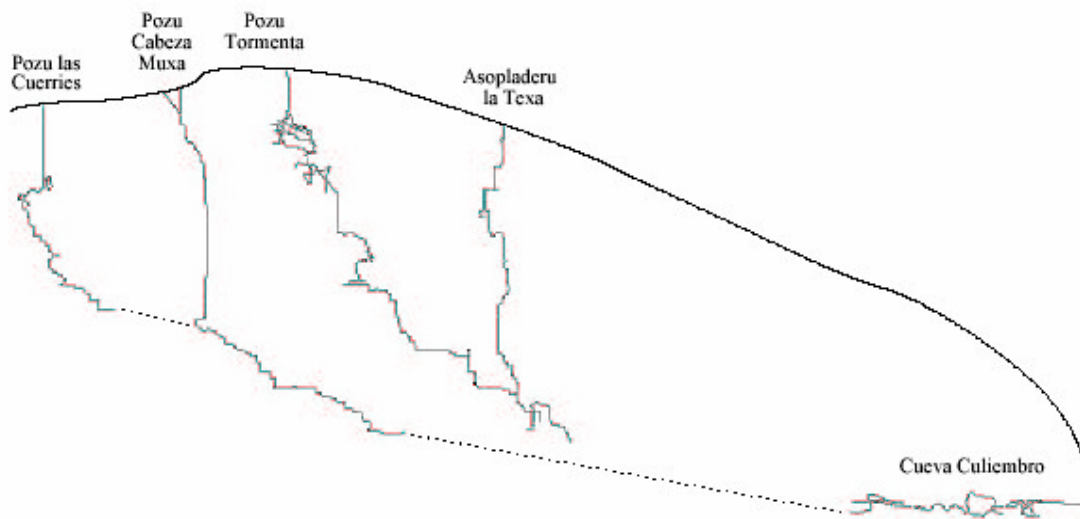 Pozu las
Cuerries
Pozu
Cabeza
Muxa
Pozu
Tormenta
Asopladeru
la Texa
Cueva Culiembro